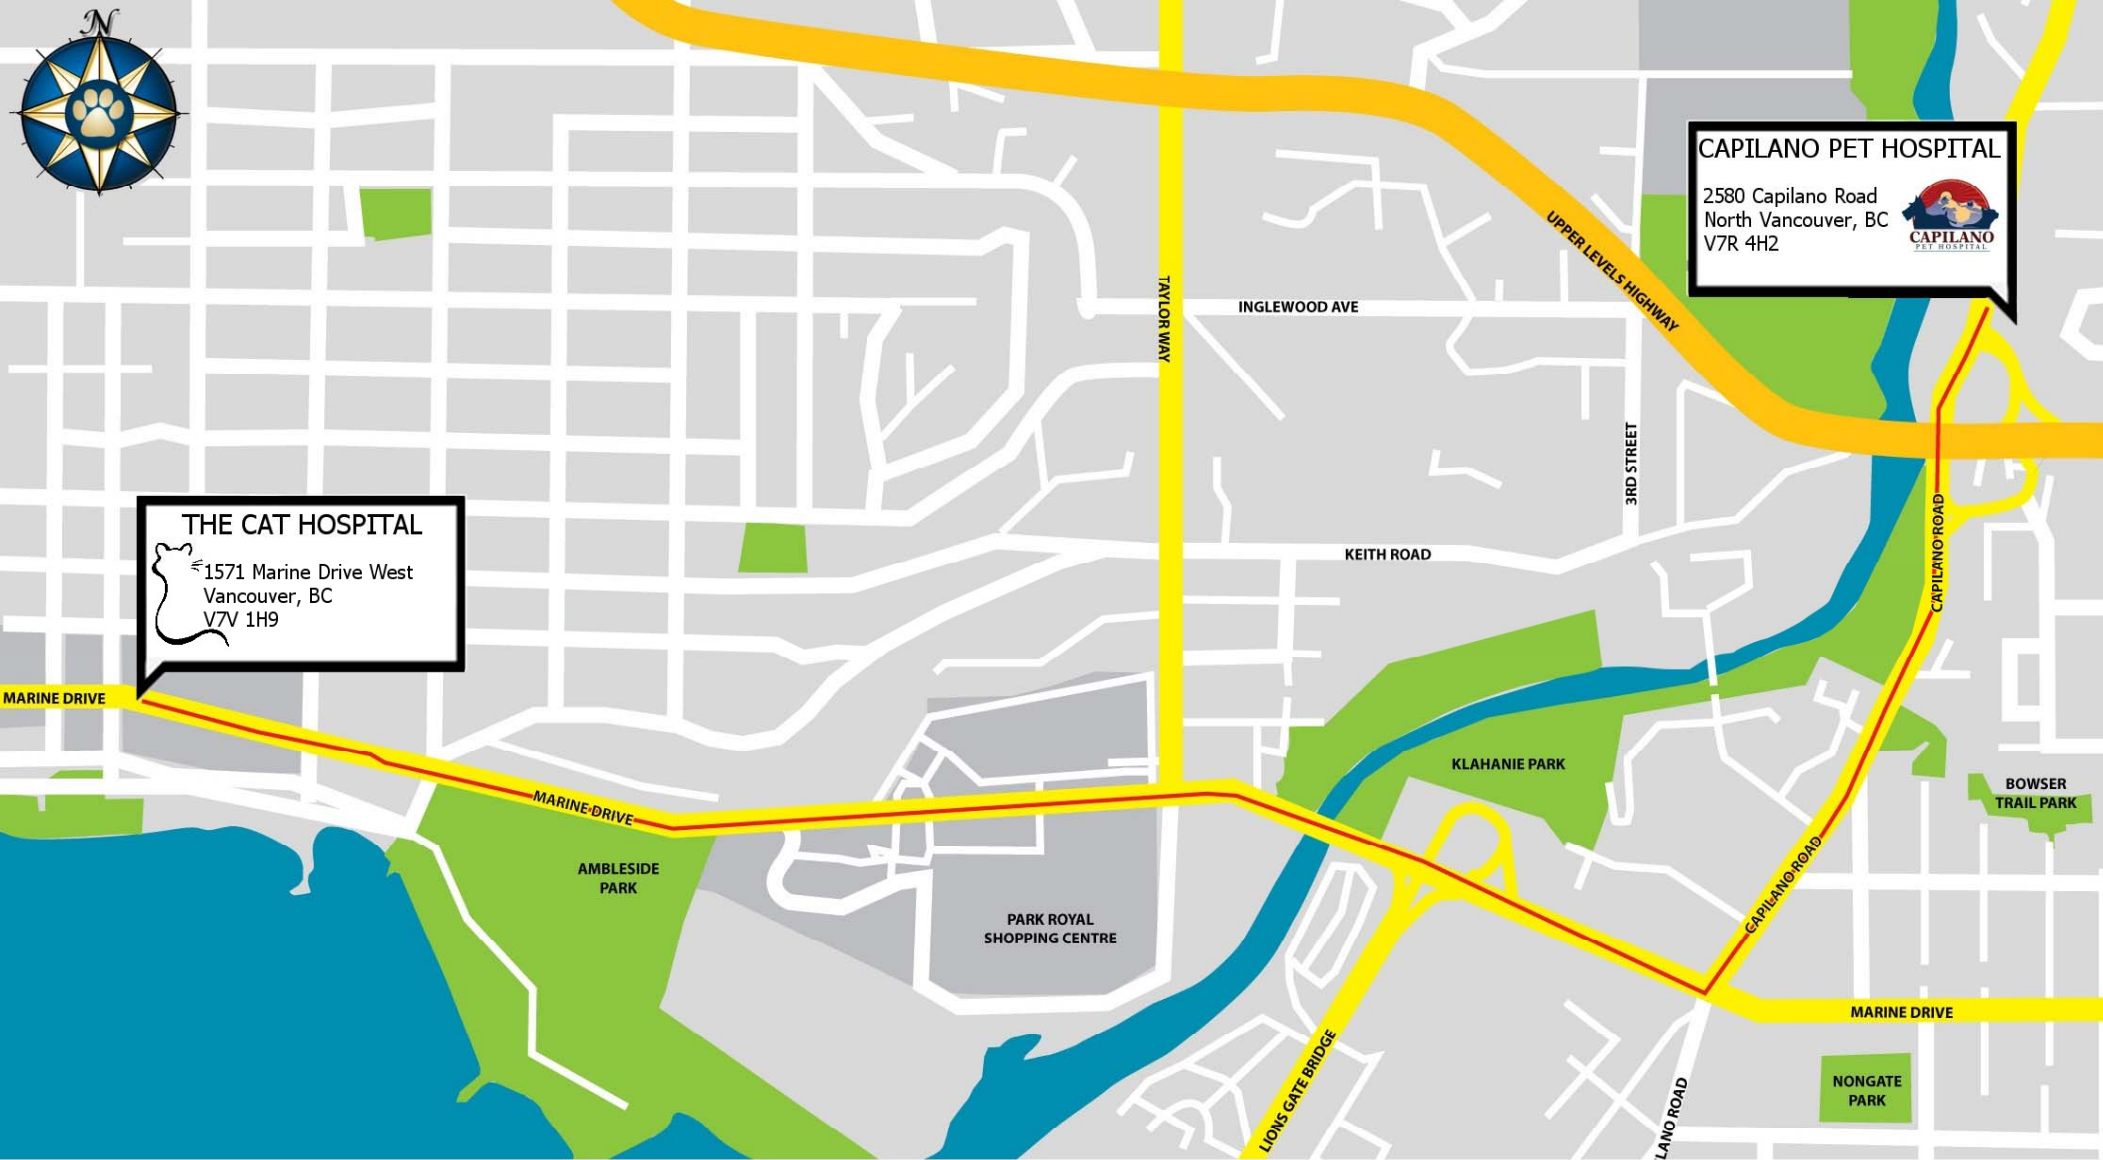 N
CAPILANO PET HOSPITAL
2580 Capilano Road
North Vancouver, BC
V7R 4H2
CAPILANO
PET HOSPITAL
UPPER LEVELS HIGHWAY
TAYLOR WAY
INGLEWOOD AVE
3RD STREET
THE CAT HOSPITAL
1571 Marine Drive West
Vancouver, BC
V7V 1H9
KEITH ROAD
CAPILANO ROAD
MARINE DRIVE
MARINE DRIVE
KLAHANIE PARK
BOWSER
TRAIL PARK
AMBLESIDE
PARK
CAPILANO ROAD
PARK ROYAL
SHOPPING CENTRE
MARINE DRIVE
LIONS GATE BRIDGE
NONGATE
PARK
LANO ROAD